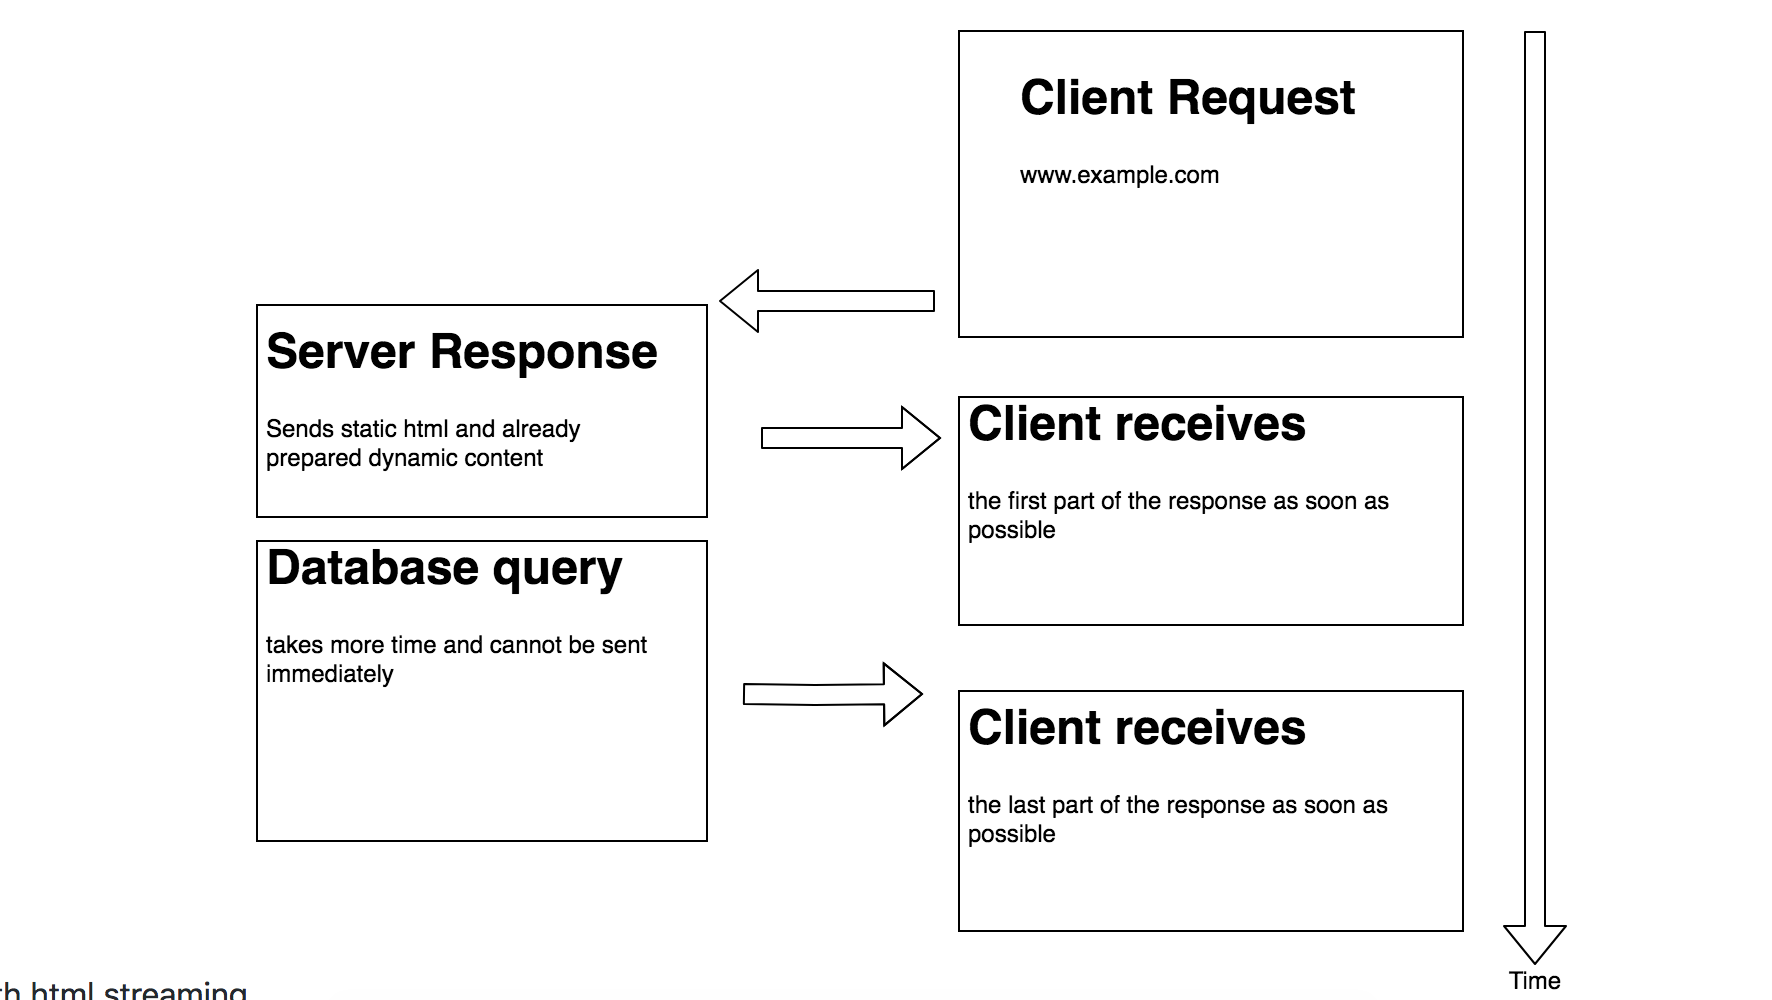 Client Request
www.example.com
Server Response
Sends static html and already
prepared dynamic content
Client receives
the first part of the response as soon as
possible
Database query
takes more time and cannot be sent
immediately
Client receives
the last part of the response as soon as
possible
Time
html streaming